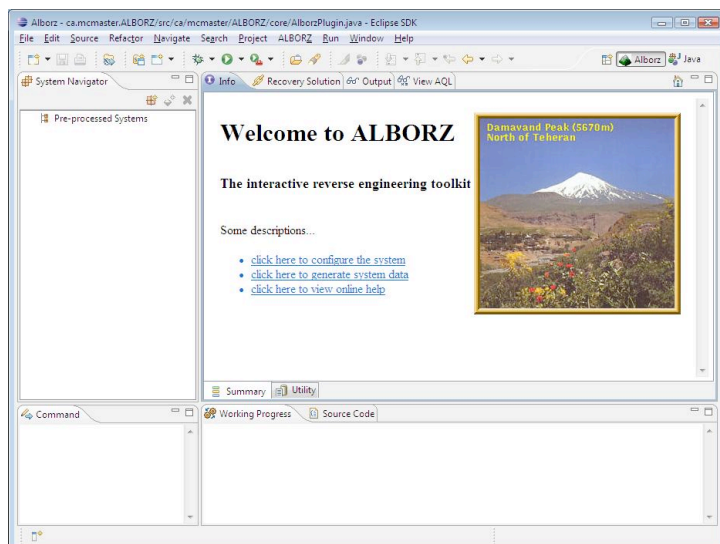 Alborz - ca.mcmaster.ALBORZ/src/ca/mcmaster/ALBORZ/core/AlborzPlugin.java - Eclipse SDK
File Edit Source Refactor Navigate Search Project ALBORZ Run Window Help
Alborz Java
System Navigator
Info Recovery Solution Output View AQL
Pre-processed Systems
Welcome to ALBORZ
Damavand Peak (5670m)
North of Teheran
The interactive reverse engineering toolkit
Some descriptions...
click here to configure the system
click here to generate system data
click here to view online help
Summary Utility
Command
Working Progress Source Code